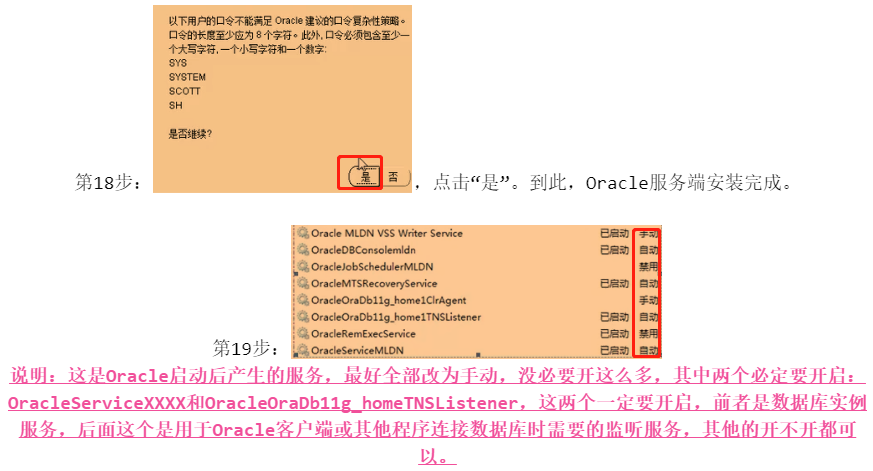 以下用户的口令不能满足 Oracle 建议的口令复杂性策略。
口令的长度至少应为 8 个字符。此外, 口令必须包含至少一
个大写字符, 一个小写字符和一个数字:
SYS
SYSTEM
SCOTT
SH
是否继续?
是 否
第18步： ，点击“是”。到此，Oracle服务端安装完成。
Oracle MLDN VSS Writer Service 已启动 手动
OracleDBConsolemldn 已启动 自动
OracleJobSchedulerMLDN 禁用
OracleMTSRecoveryService 已启动 自动
OracleOraDb11g_home1ClrAgent 手动
OracleOraDb11g_home1TNSListener 已启动 自动
OracleRemExecService 已启动 禁用
OracleServiceMLDN 已启动 自动
第19步：
说明：这是Oracle启动后产生的服务，最好全部改为手动，没必要开这么多，其中两个必定要开启：
OracleServiceXXXX和OracleOraDb11g_homeTNSListener，这两个一定要开启，前者是数据库实例
服务，后面这个是用于Oracle客户端或其他程序连接数据库时需要的监听服务，其他的开不开都可
以。